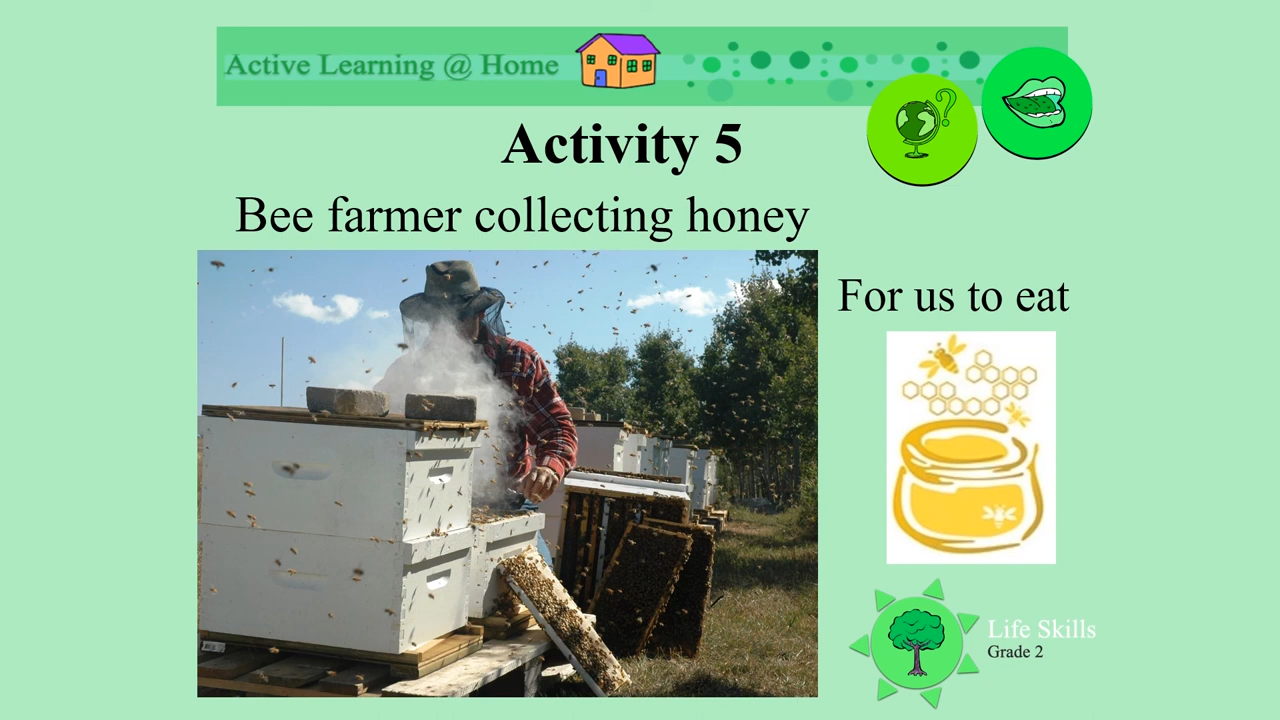 Active Learning @ Home
Activity 5
Bee farmer collecting honey
For us to eat
Life Skills
Grade 2